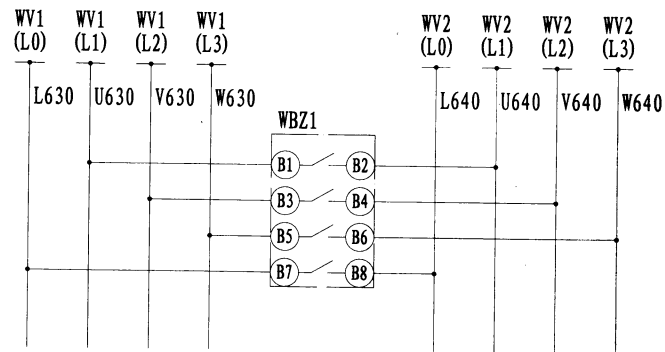 WV1 WV1 WV1 WV1
(L0) (L1) (L2) (L3)
WV2 WV2 WV2 WV2
(L0) (L1) (L2) (L3)
L630 U630 V630 W630
L640 U640 V640 W640
WBZ1
B1 B2
B3 B4
B5 B6
B7 B8